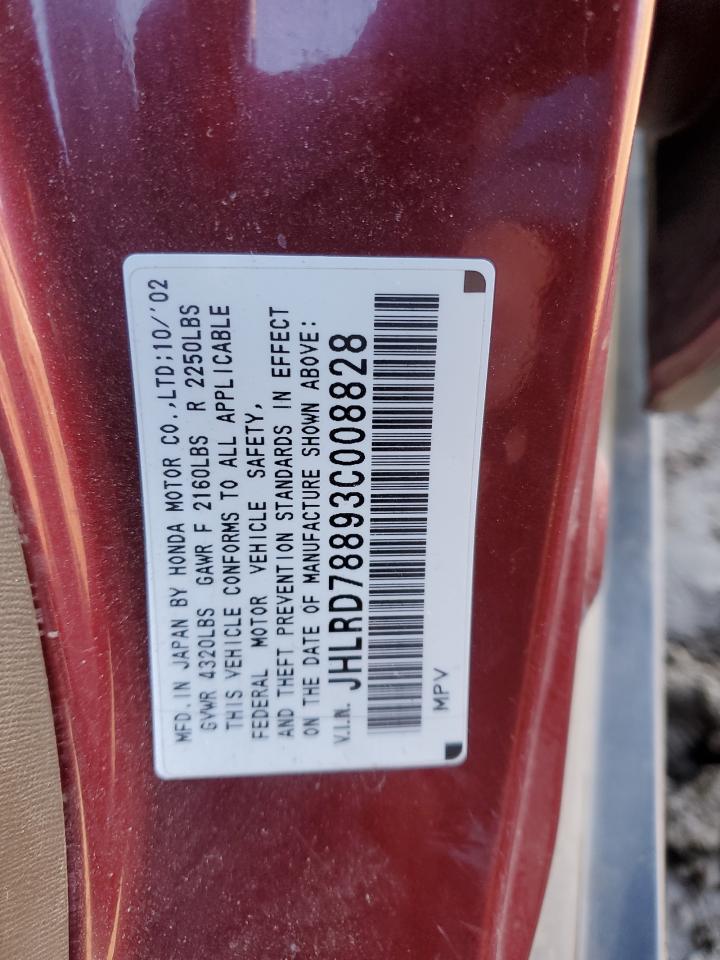 MFD. IN JAPAN BY HONDA MOTOR CO.,LTD;10/'02
GVWR 4320LBS GAWR F 2160LBS R 2250LBS
THIS VEHICLE CONFORMS TO ALL APPLICABLE
FEDERAL MOTOR VEHICLE SAFETY,
AND THEFT PREVENTION STANDARDS IN EFFECT
ON THE DATE OF MANUFACTURE SHOWN ABOVE:
V.I.N. JHLRD78893C008828
MPV